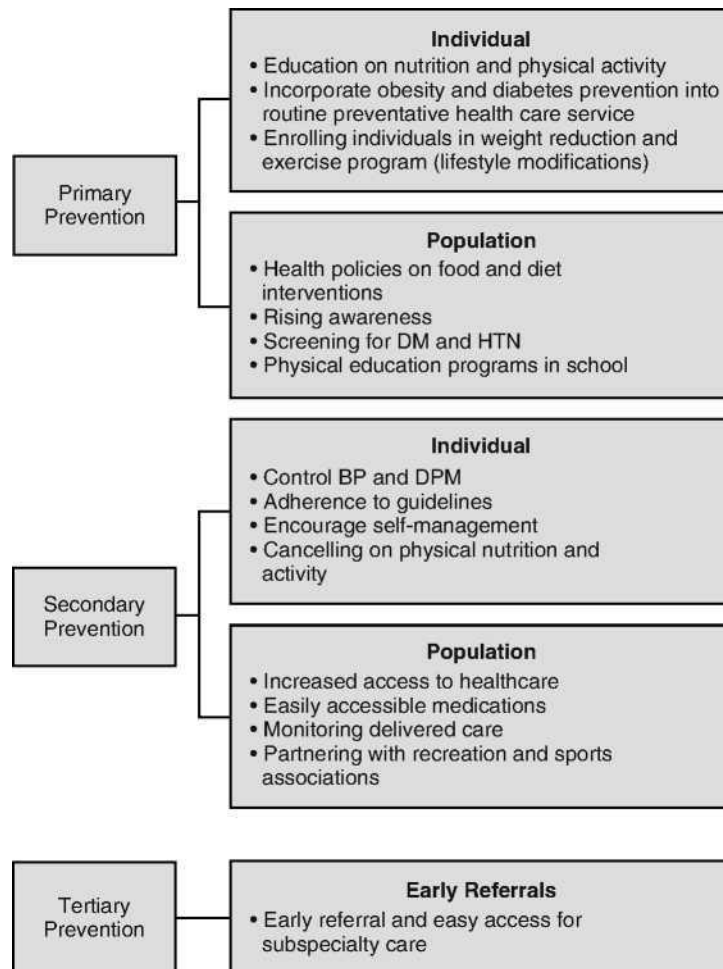 Individual
• Education on nutrition and physical activity
• Incorporate obesity and diabetes prevention into
routine preventative health care service
• Enrolling individuals in weight reduction and
exercise program (lifestyle modifications)
Primary
Prevention
Population
• Health policies on food and diet
interventions
• Rising awareness
• Screening for DM and HTN
• Physical education programs in school
Individual
• Control BP and DPM
• Adherence to guidelines
• Encourage self-management
• Cancelling on physical nutrition and
activity
Secondary
Prevention
Population
• Increased access to healthcare
• Easily accessible medications
• Monitoring delivered care
• Partnering with recreation and sports
associations
Tertiary
Prevention
Early Referrals
• Early referral and easy access for
subspecialty care